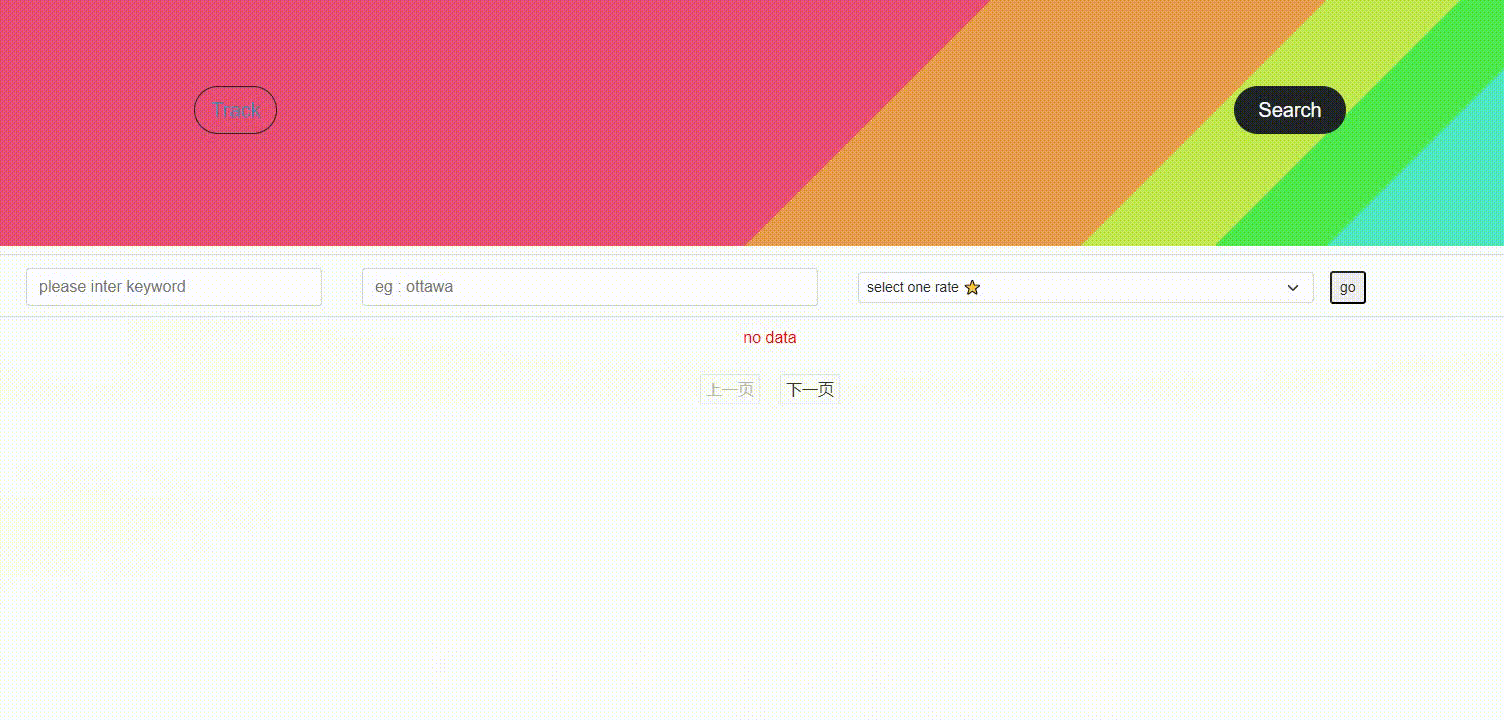 Track
Search
please inter keyword
eg : ottawa
select one rate ⭐
go
no data
上一页
下一页